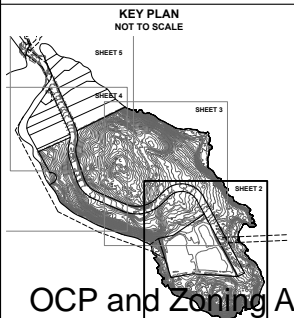 KEY PLAN
NOT TO SCALE
SHEET 5
SHEET 4
SHEET 3
SHEET 2
OCP and Zoning A